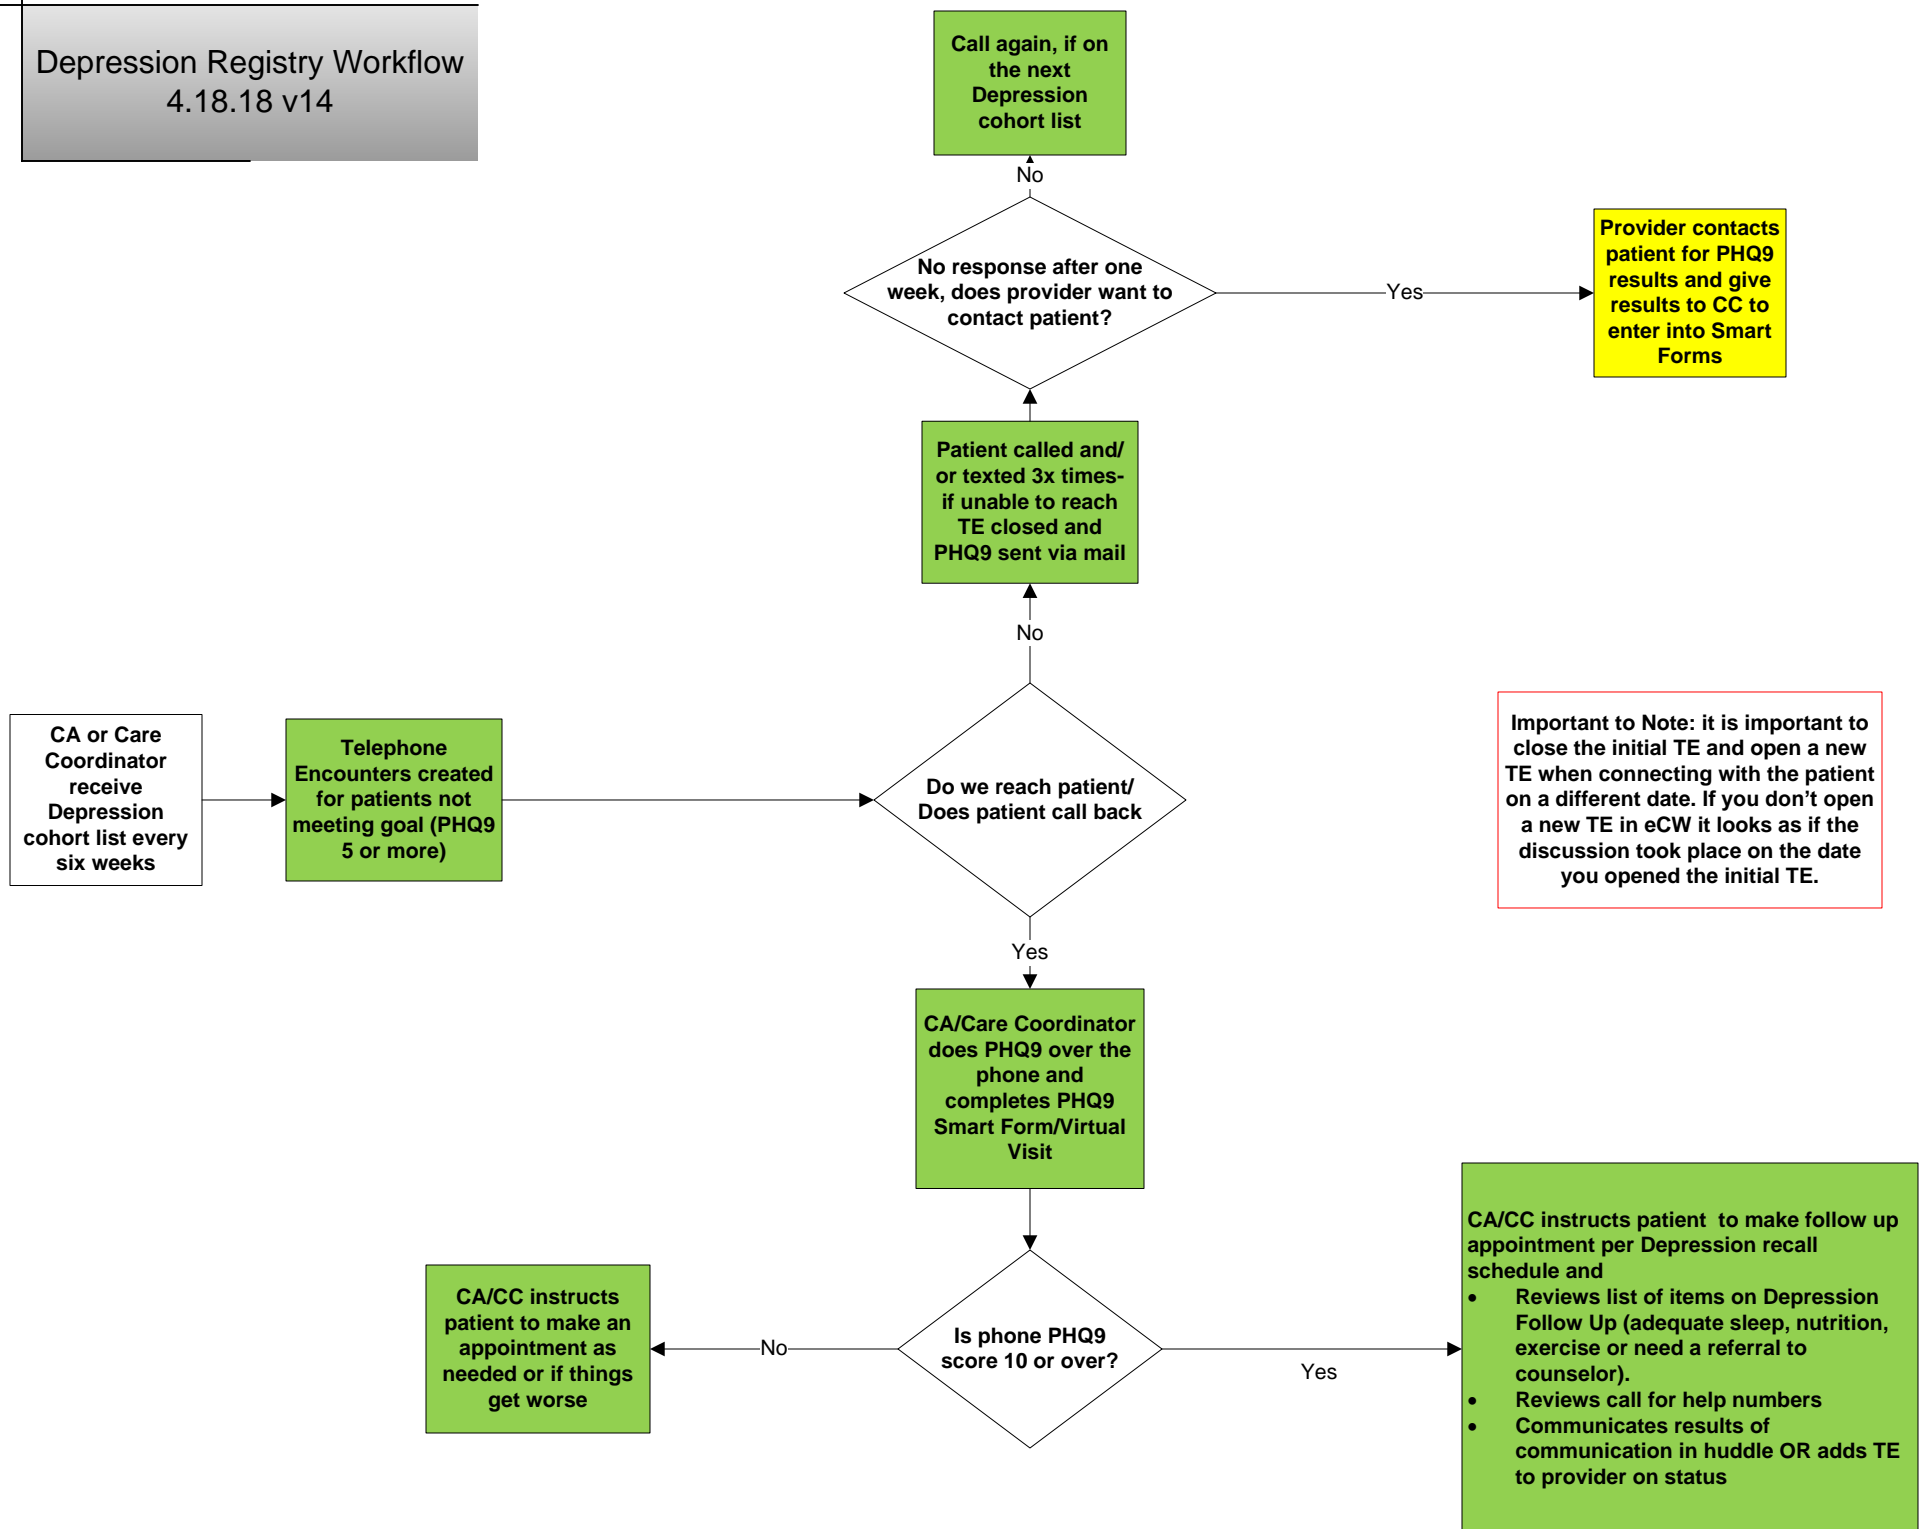 Depression Registry Workflow
4.18.18 v14
Call again, if on
the next
Depression
cohort list
No
No response after one
week, does provider want to
contact patient?
Yes
Provider contacts
patient for PHQ9
results and give
results to CC to
enter into Smart
Forms
Patient called and/
or texted 3x times-
if unable to reach
TE closed and
PHQ9 sent via mail
No
CA or Care
Coordinator
receive
Depression
cohort list every
six weeks
Telephone
Encounters created
for patients not
meeting goal (PHQ9
5 or more)
Do we reach patient/
Does patient call back
Important to Note: it is important to
close the initial TE and open a new
TE when connecting with the patient
on a different date. If you don’t open
a new TE in eCW it looks as if the
discussion took place on the date
you opened the initial TE.
Yes
CA/Care Coordinator
does PHQ9 over the
phone and
completes PHQ9
Smart Form/Virtual
Visit
CA/CC instructs
patient to make an
appointment as
needed or if things
get worse
No
Is phone PHQ9
score 10 or over?
Yes
CA/CC instructs patient  to make follow up
appointment per Depression recall
schedule and
• Reviews list of items on Depression
Follow Up (adequate sleep, nutrition,
exercise or need a referral to
counselor).
• Reviews call for help numbers
• Communicates results of
communication in huddle OR adds TE
to provider on status